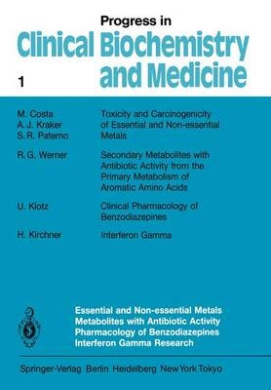 Progress in
Clinical Biochemistry
1 and Medicine
M. Costa Toxicity and Carcinogenicity
A. J. Kraker of Essential and Non-essential
S. R. Paterno Metals
R. G. Werner Secondary Metabolites with
Antibiotic Activity from the
Primary Metabolism of
Aromatic Amino Acids
U. Klotz Clinical Pharmacology of
Benzodiazepines
H. Kirchner Interferon Gamma
Essential and Non-essential Metals
Metabolites with Antibiotic Activity
Pharmacology of Benzodiazepines
Interferon Gamma Research
Springer-Verlag Berlin Heidelberg New York Tokyo